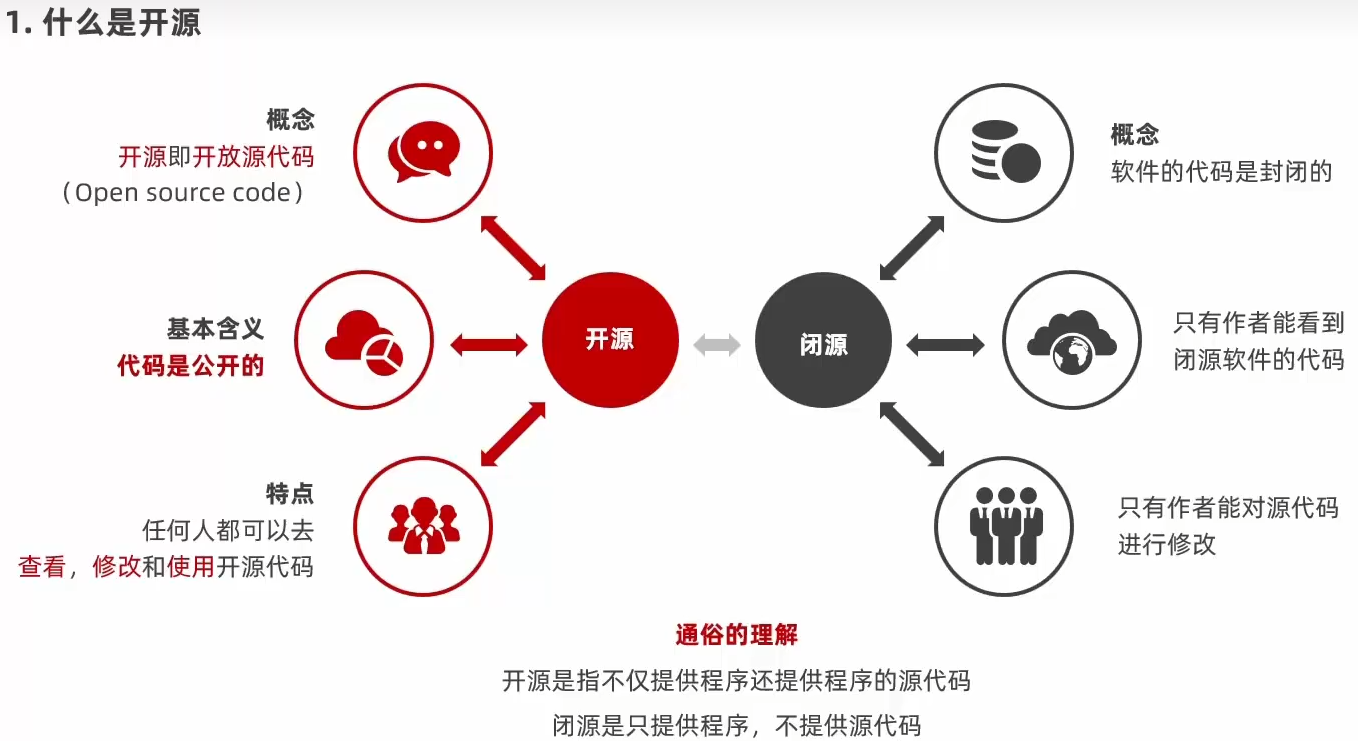 1. 什么是开源
概念
开源即开放源代码
（Open source code）
基本含义
代码是公开的
特点
任何人都可以去
查看，修改和使用开源代码
开源
闭源
概念
软件的代码是封闭的
只有作者能看到
闭源软件的代码
只有作者能对源代码
进行修改
通俗的理解
开源是指不仅提供程序还提供程序的源代码
闭源是只提供程序，不提供源代码